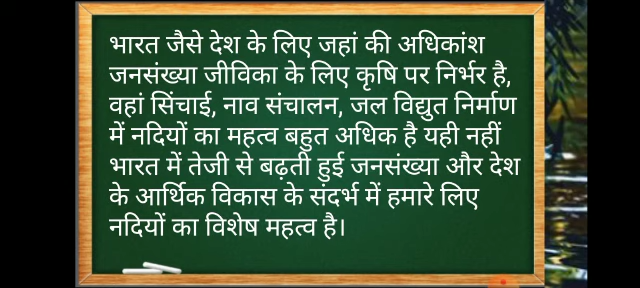 भारत जैसे देश के लिए जहां की अधिकांश
जनसंख्या जीविका के लिए कृषि पर निर्भर है,
वहां सिंचाई, नाव संचालन, जल विद्युत निर्माण
में नदियों का महत्व बहुत अधिक है यही नहीं
भारत में तेजी से बढ़ती हुई जनसंख्या और देश
के आर्थिक विकास के संदर्भ में हमारे लिए
नदियों का विशेष महत्व है।